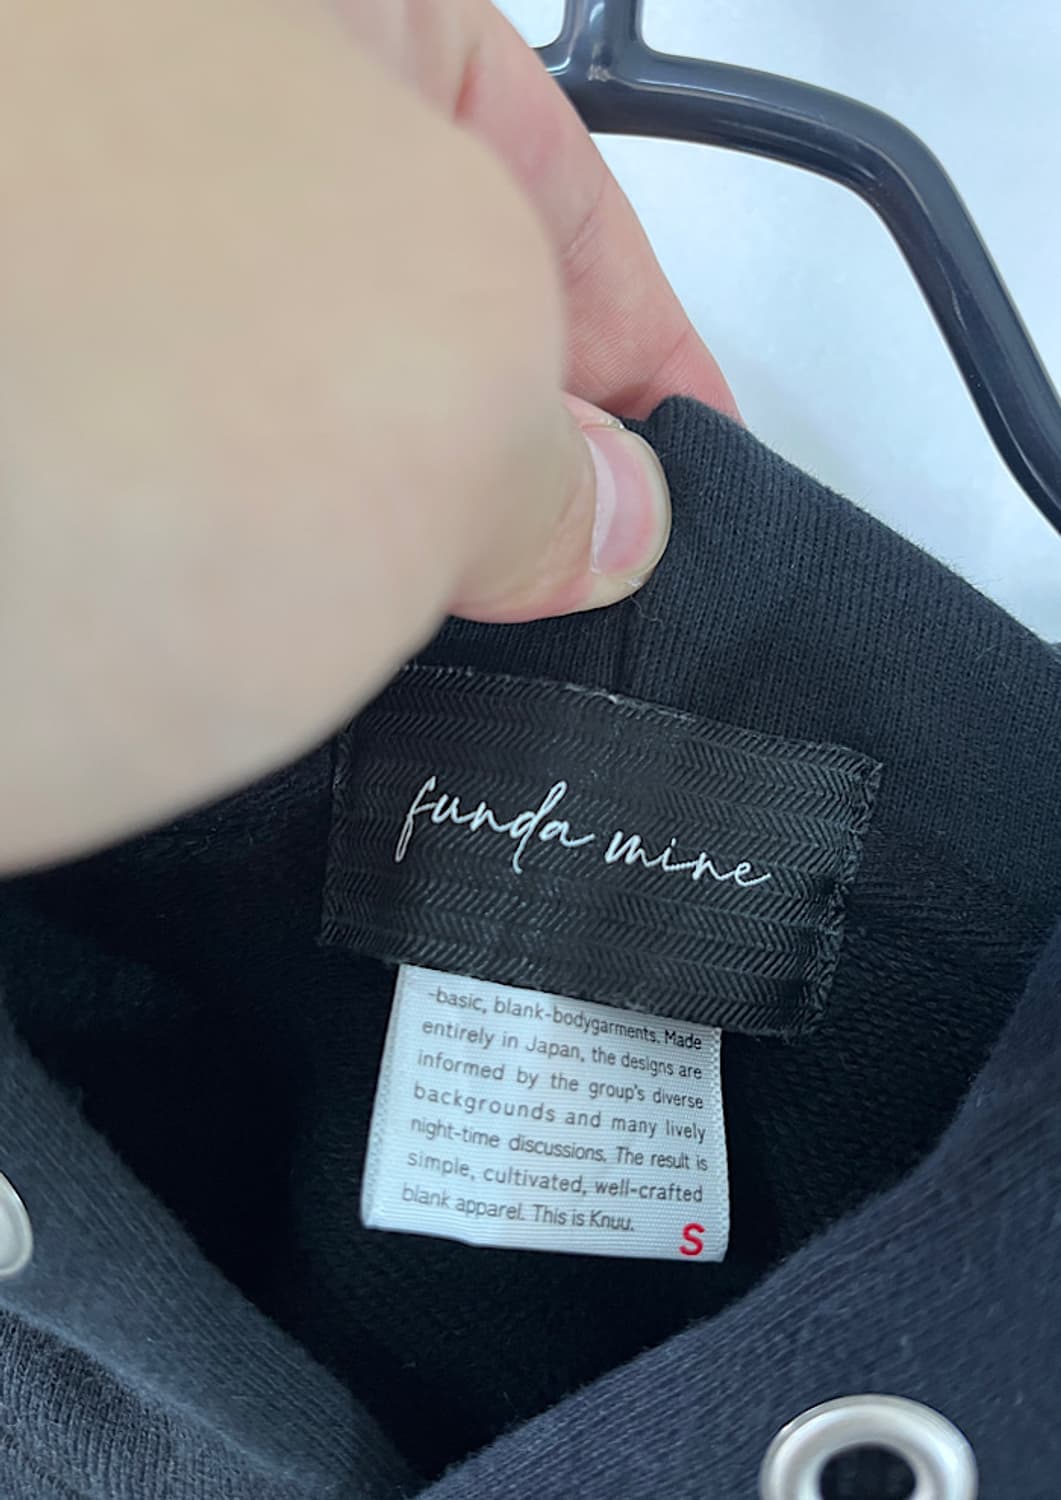 funda mine
-basic, blank-bodygarments. Made
entirely in Japan, the designs are
informed by the group's diverse
backgrounds and many lively
night-time discussions. The result is
simple, cultivated, well-crafted
blank apparel. This is Knuu.
S